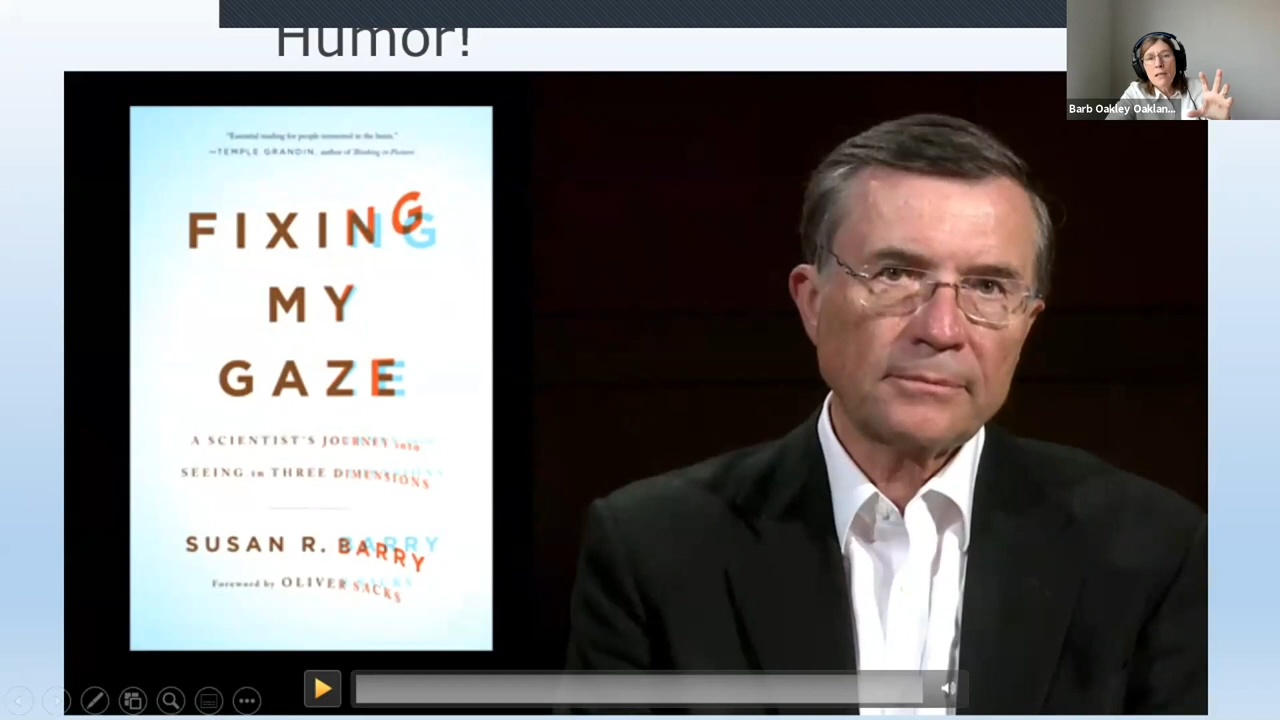 Humor!
Barb Oakley Oaklan...
"Essential reading for people interested in the brain."
—TEMPLE GRANDIN, author of Thinking in Pictures
FIXING
MY
GAZE
A SCIENTIST'S JOURNEY into
SEEING in THREE DIMENSIONS
SUSAN R. BARRY
Foreword by OLIVER SACKS